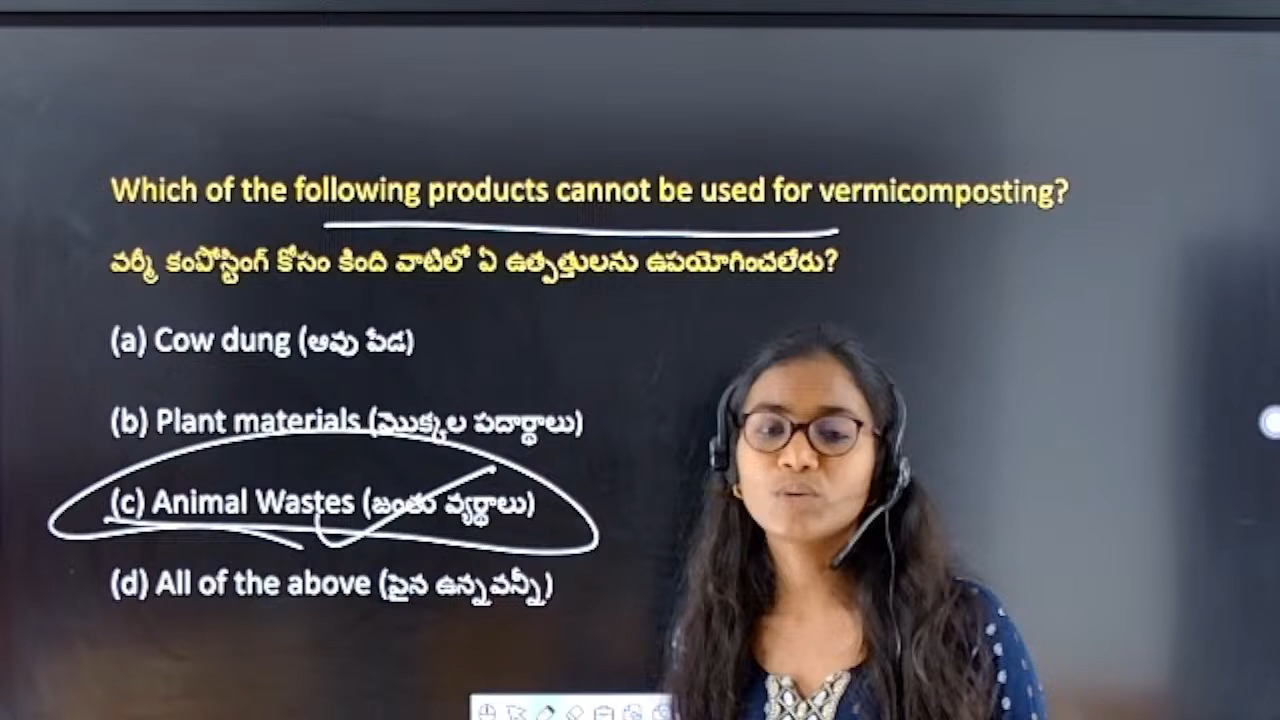 Which of the following products cannot be used for vermicomposting?
వర్మీ కంపోస్టింగ్ కోసం కింది వాటిలో ఏ ఉత్పత్తులను ఉపయోగించలేరు?
(a) Cow dung (ఆవు పేడ)
(b) Plant materials (మొక్కల పదార్థాలు)
(c) Animal Wastes (జంతు వ్యర్థాలు)
(d) All of the above (పైన ఉన్నవన్నీ)